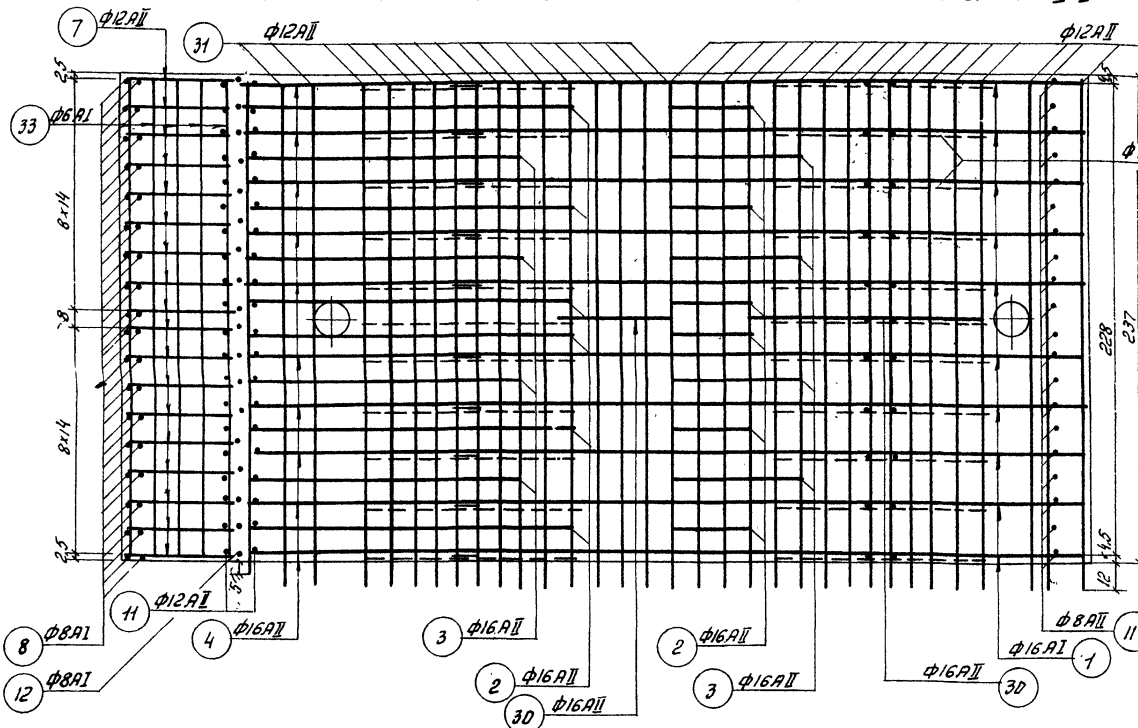 7 ф12АII
31 ф12АII
ф12АII
2,5
33 ф6АI
8х14
8
8х14
2,5
4,5
ф
228
237
4,5
12
51
11 ф12АII
8 ф8АI
12 ф8АI
4 ф16АII
3 ф16АII
2 ф16АII
30 ф16АII
2 ф16АII
3 ф16АII
ф16АII 30
ф16АI 1
ф8АII 11